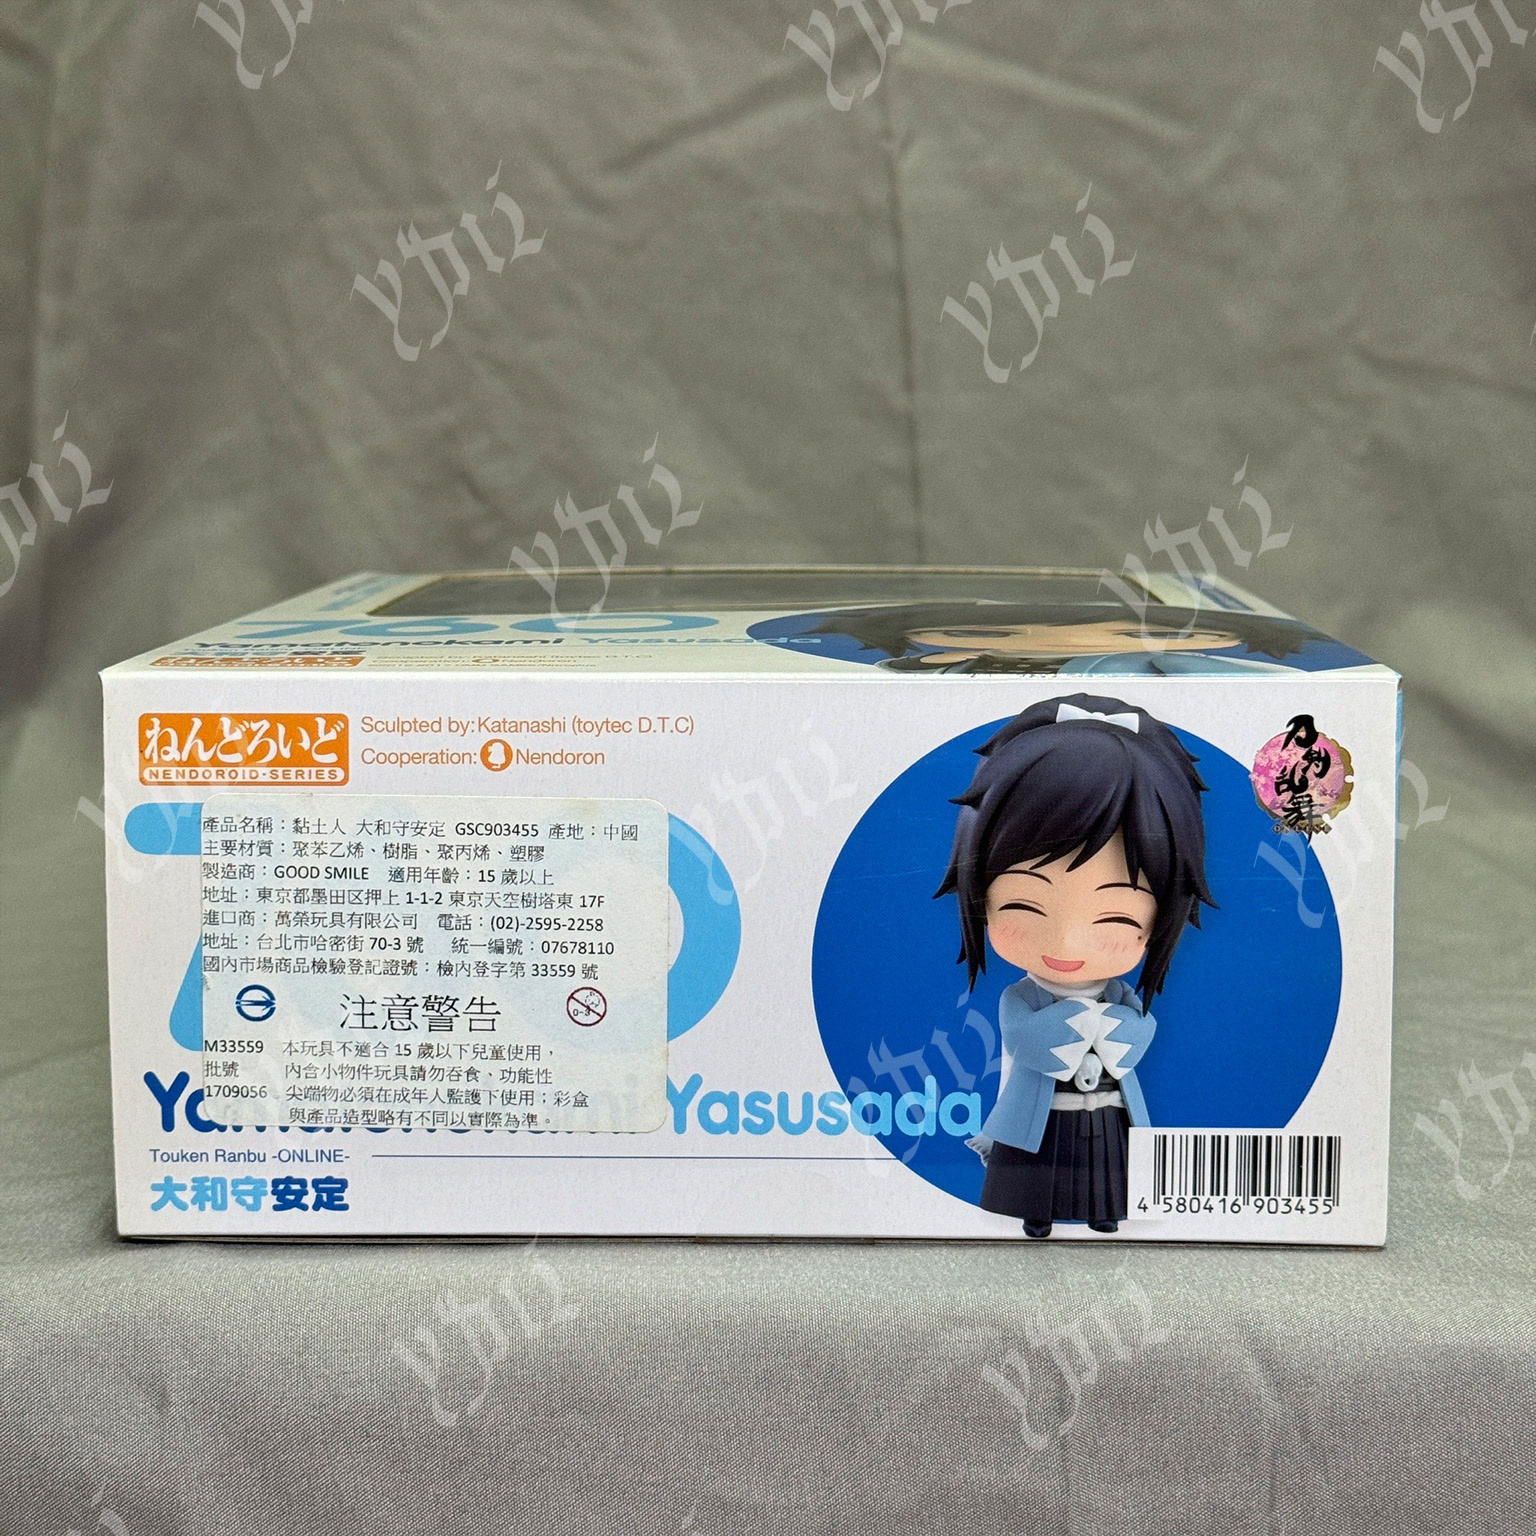 760
Yamatonokami Yasusada
ねんどろいど
NENDOROID-SERIES
Sculpted by: Katanashi (toytec D.T.C)
Cooperation: Nendoron
刀剣乱舞
ONLINE
產品名稱：黏土人 大和守安定 GSC903455 產地：中國
主要材質：聚苯乙烯、樹脂、聚丙烯、塑膠
製造商：GOOD SMILE 適用年齡：15 歲以上
地址：東京都墨田区押上 1-1-2 東京天空樹塔東 17F
進口商：萬榮玩具有限公司 電話：(02)-2595-2258
地址：台北市哈密街 70-3 號 統一編號：07678110
國內市場商品檢驗登記證號：檢內登字第 33559 號
注意警告
0-3
M33559 本玩具不適合 15 歲以下兒童使用，
批號 內含小物件玩具請勿吞食、功能性
1709056 尖端物必須在成年人監護下使用；彩盒
與產品造型略有不同以實際為準。
Yasusada
Touken Ranbu -ONLINE-
大和守安定
4 580416 903455